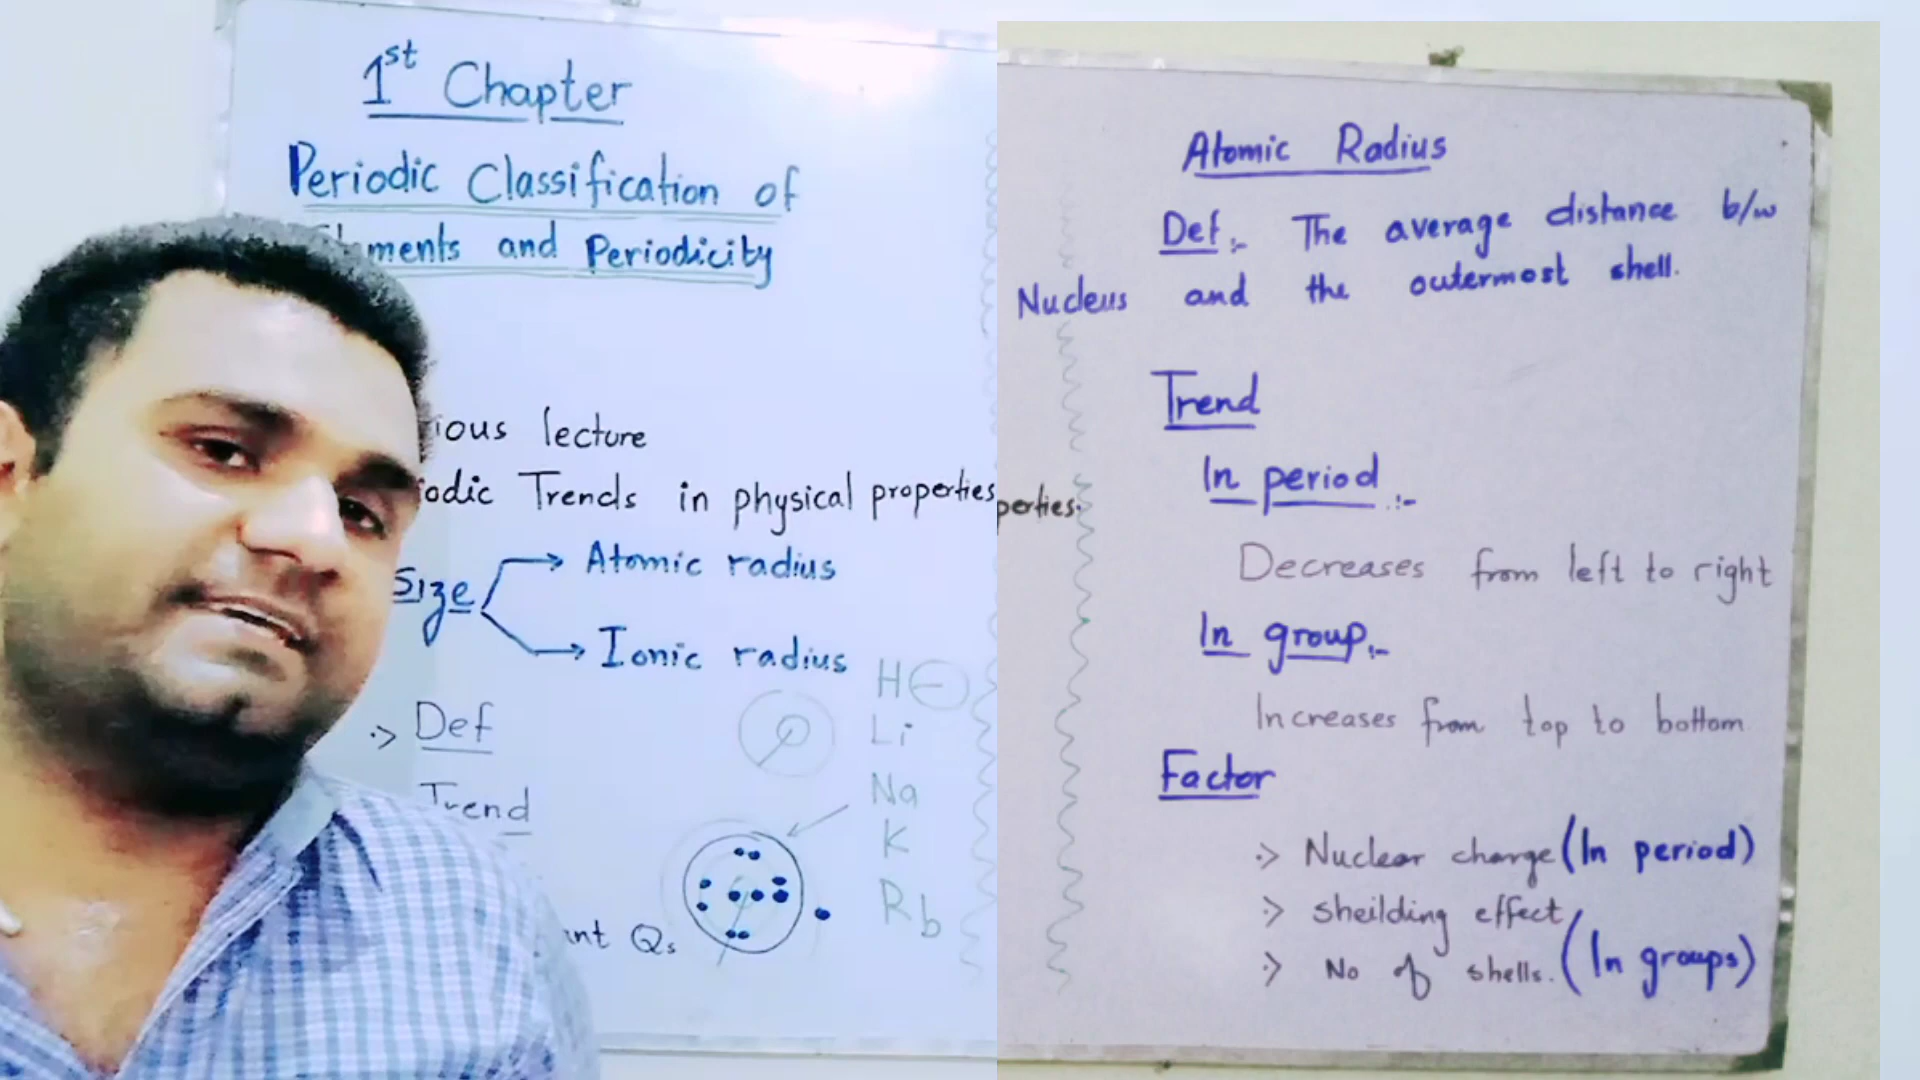 1st Chapter
Periodic Classification of
ments and Periodicity
ious lecture
iodic Trends in physical properties
Size
Atomic radius
Ionic radius
Def
Trend
Qs
H
Li
Na
K
Rb
perties.
Atomic Radius
Def:- The average distance b/w
Nucleus and the outermost shell.
Trend
In period :-
Decreases from left to right
In group:-
Increases from top to bottom
Factor
Nuclear charge (In period)
sheilding effect
No of shells. (In groups)